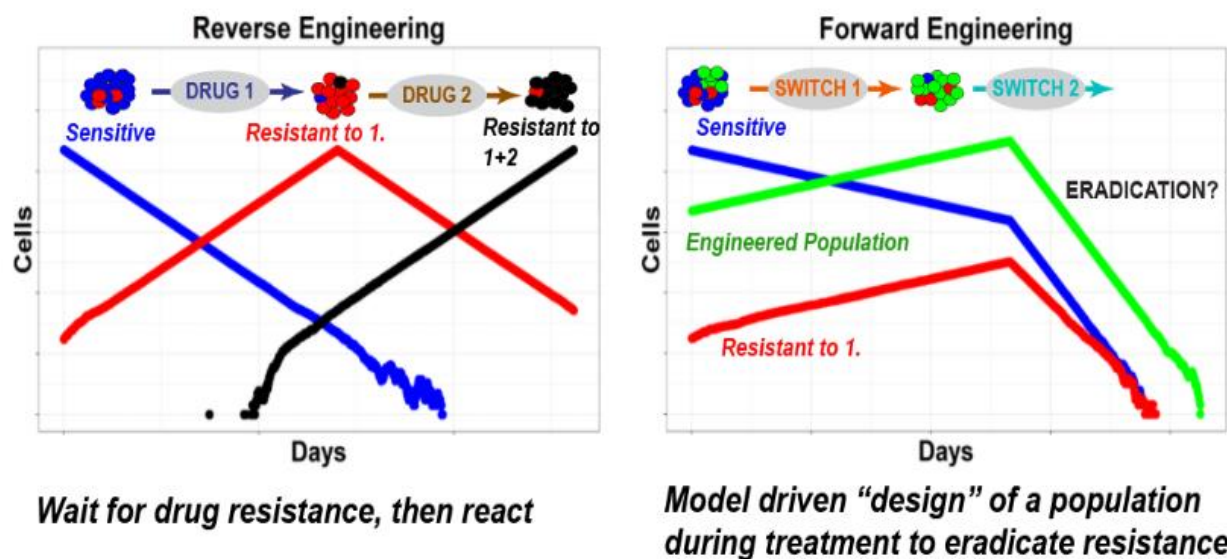 Reverse Engineering
DRUG 1
DRUG 2
Sensitive
Resistant to 1.
Resistant to
1+2
Cells
Days
Wait for drug resistance, then react
Forward Engineering
SWITCH 1
SWITCH 2
Sensitive
ERADICATION?
Engineered Population
Resistant to 1.
Cells
Days
Model driven “design” of a population
during treatment to eradicate resistance